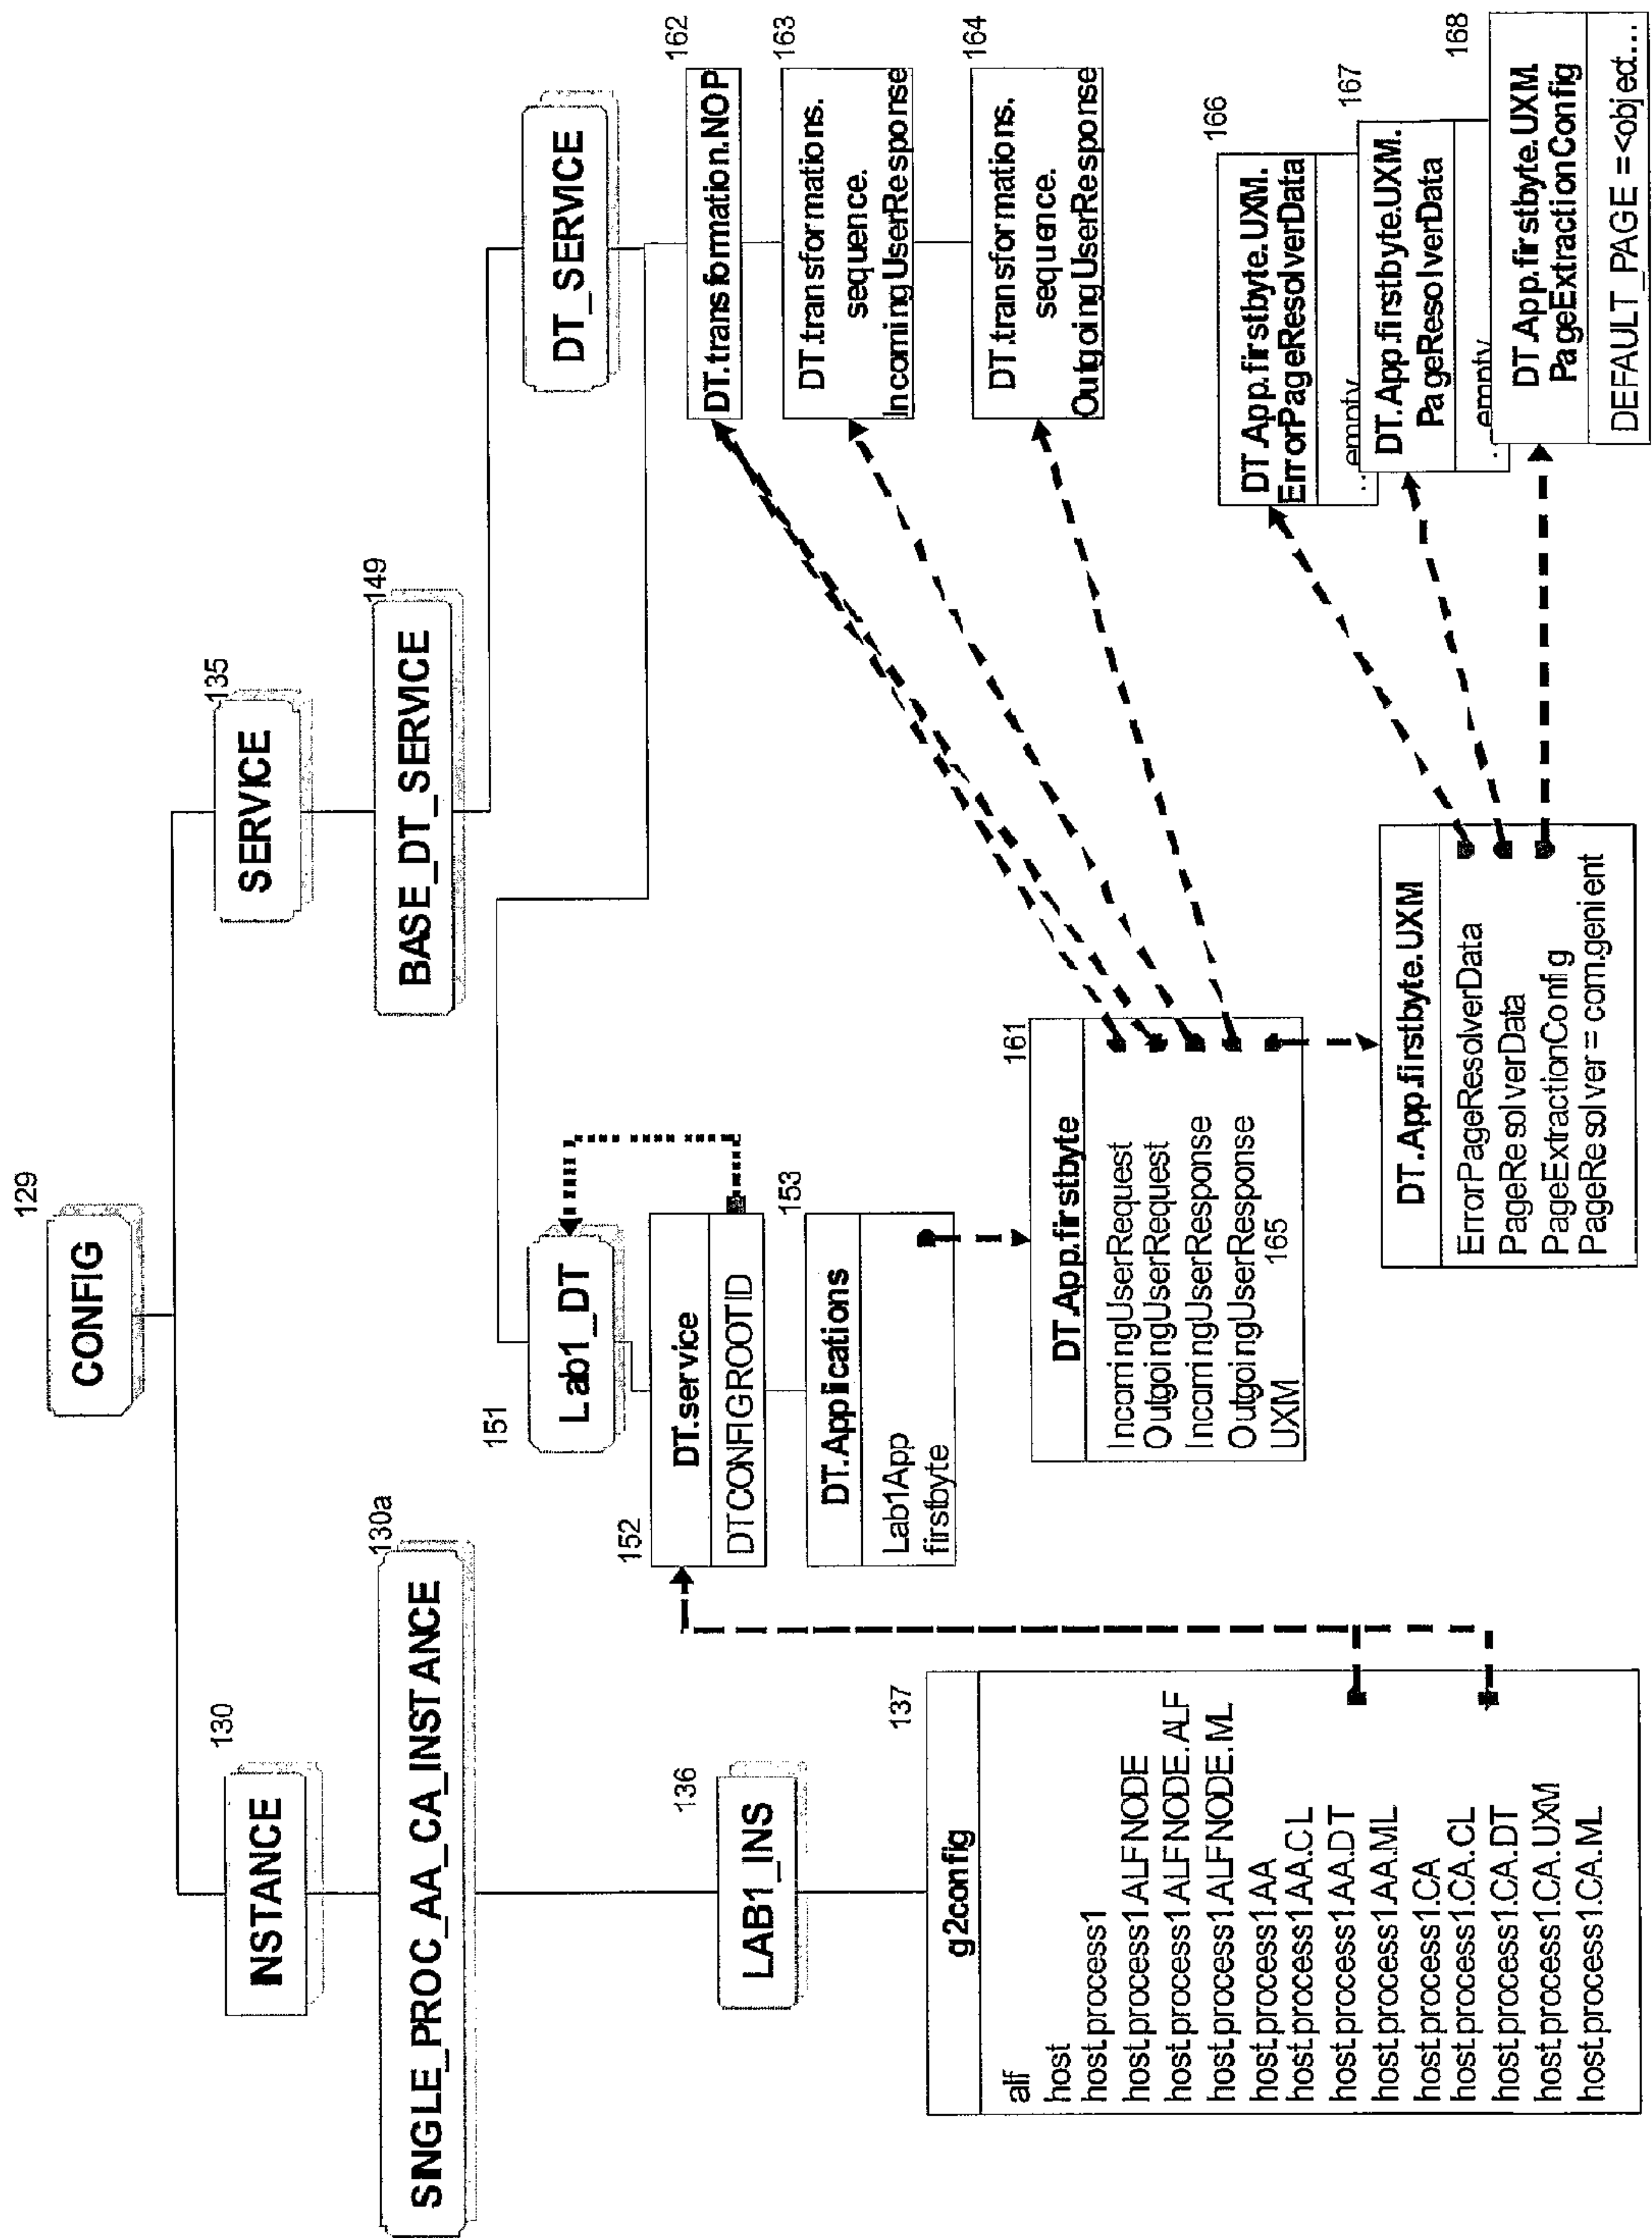 129
CONFIG
130
INSTANCE
135
SERVICE
130a
SINGLE_PROC_AA_CA_INSTANCE
149
BASE_DT_SERVICE
136
LAB1_INS
151
Lab1_DT
DT_SERVICE
137
g2config
alf
host
host.process1
host.process1.ALFNODE
host.process1.ALFNODE.ALF
host.process1.ALFNODE.ML
host.process1.AA
host.process1.AA.CL
host.process1.AA.DT
host.process1.AA.ML
host.process1.CA
host.process1.CA.CL
host.process1.CA.DT
host.process1.CA.UXM
host.process1.CA.ML
152
DT.service
DTCONFIGROOTID
153
DT.Applications
Lab1App
firstbyte
161
DT.App.firstbyte
IncomingUserRequest
OutgoingUserRequest
IncomingUserResponse
OutgoingUserResponse
UXM
165
DT.App.firstbyte.UXM
ErrorPageResolverData
PageResolverData
PageExtractionConfig
PageResolver = com.genient
162
DT.transformation.NOP
163
DT.transformations.
sequence.
IncomingUserResponse
164
DT.transformations.
sequence.
OutgoingUserResponse
166
DT.App.firstbyte.UXM.
ErrorPageResolverData
..empty
167
DT.App.firstbyte.UXM.
PageResolverData
..empty
168
DT.App.firstbyte.UXM.
PageExtractionConfig
DEFAULT_PAGE =<object...